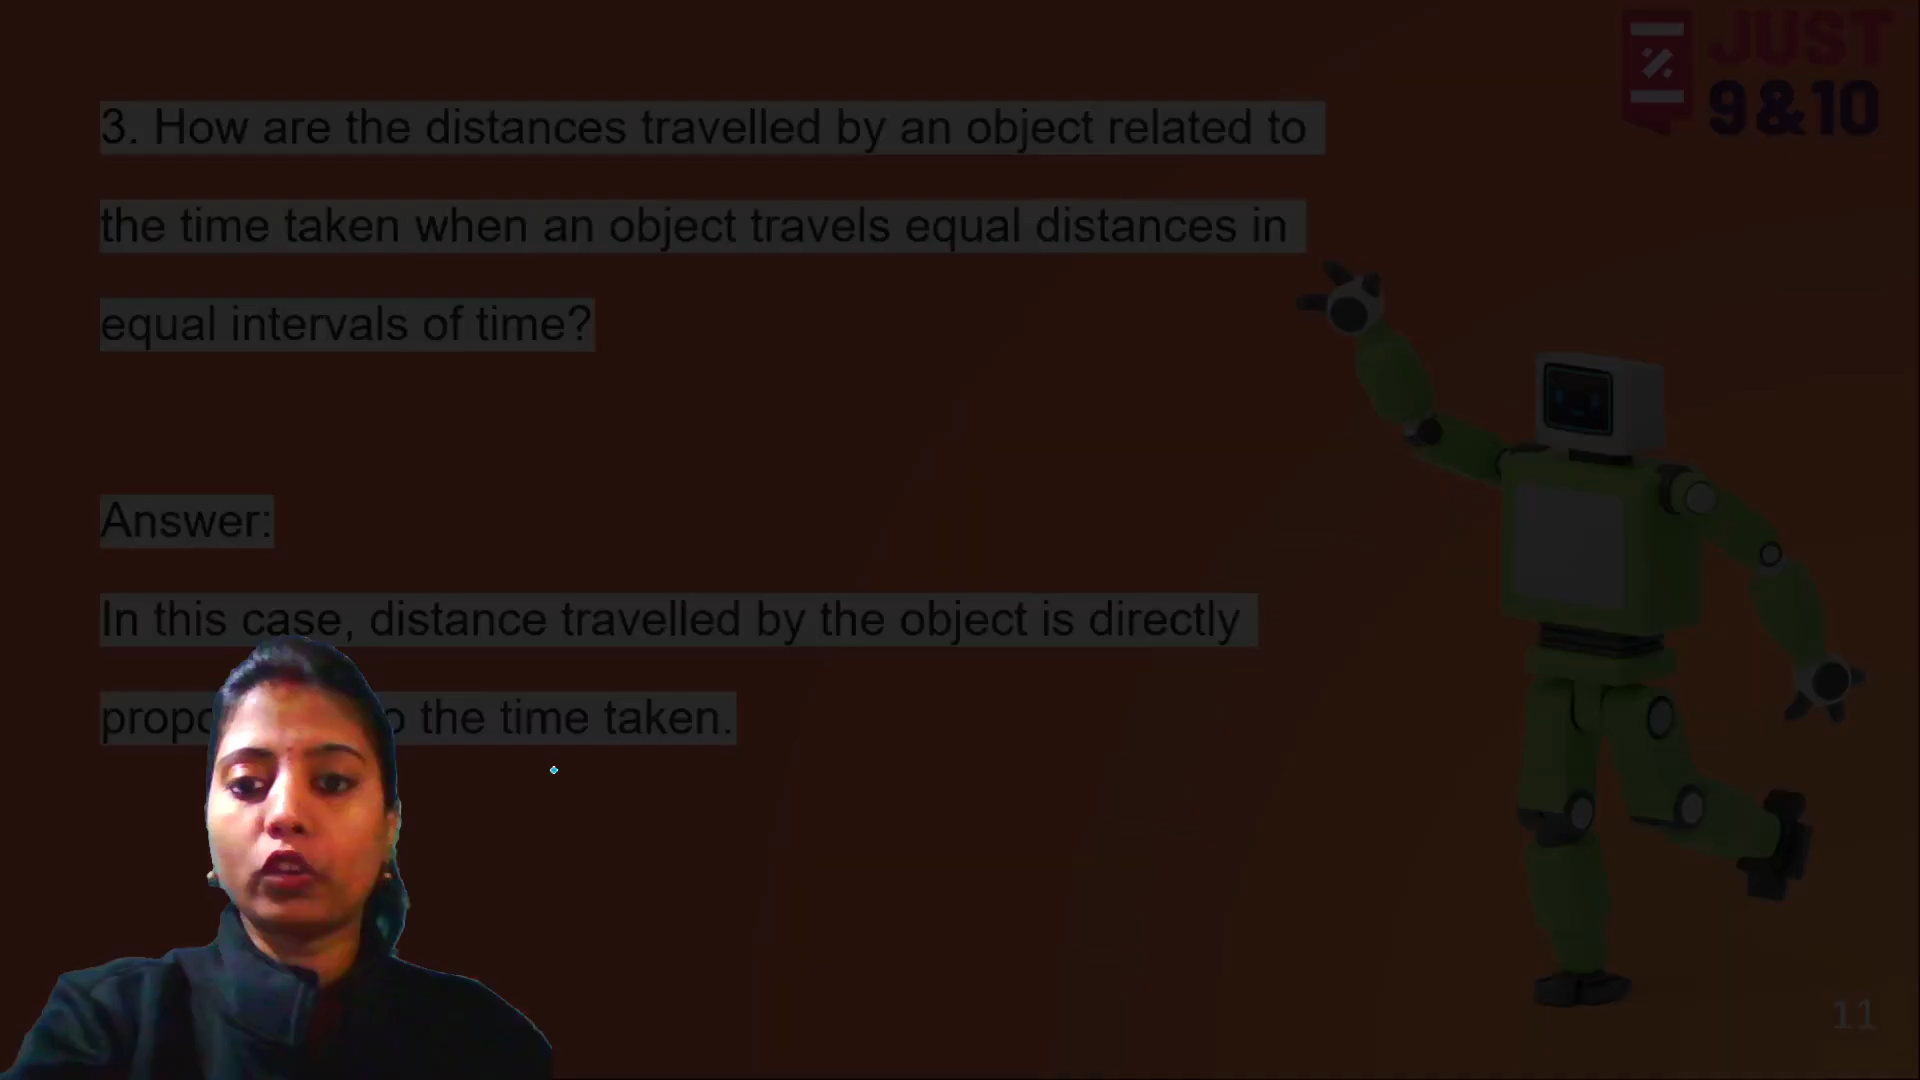 JUST
9&10
3. How are the distances travelled by an object related to
the time taken when an object travels equal distances in
equal intervals of time?
Answer:
In this case, distance travelled by the object is directly
the time taken.
11